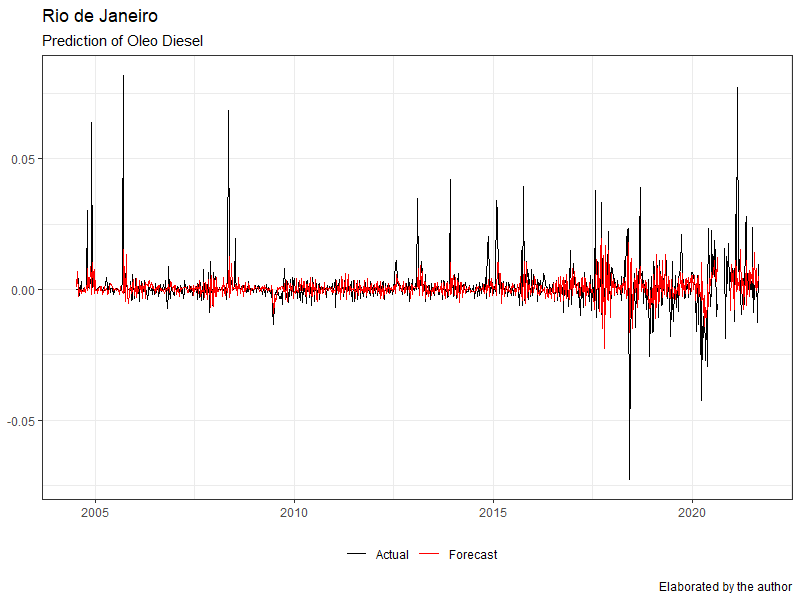 Rio de Janeiro
Prediction of Oleo Diesel
0.05
0.00
-0.05
2005 2010 2015 2020
Actual Forecast
Elaborated by the author